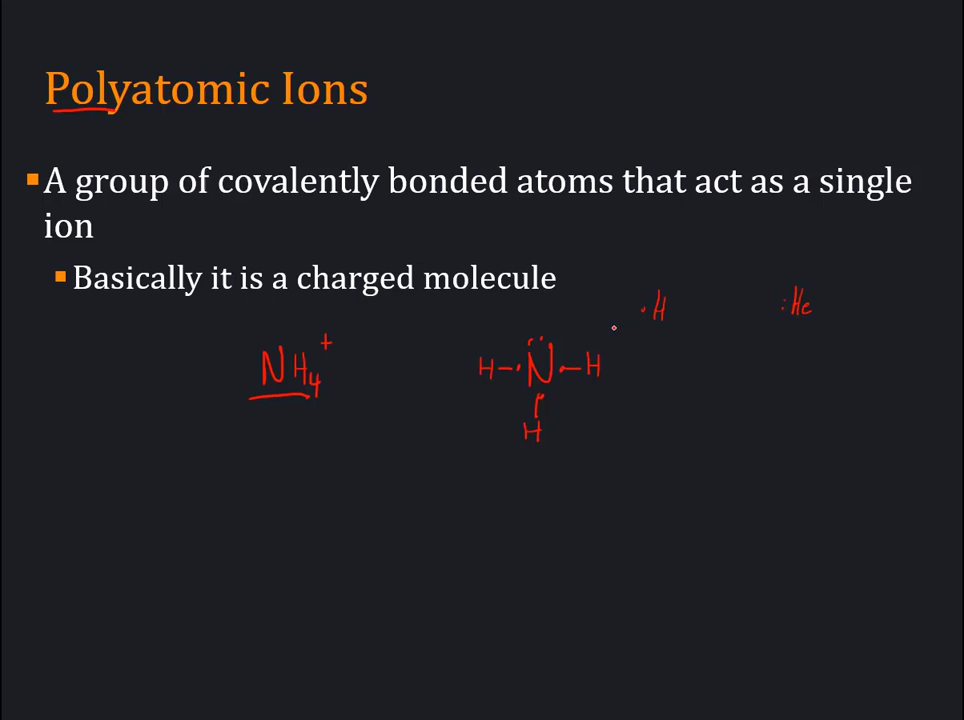 Polyatomic Ions
▪A group of covalently bonded atoms that act as a single
ion
▪Basically it is a charged molecule
·H :He
NH₄⁺ H–·N̈·–H
H